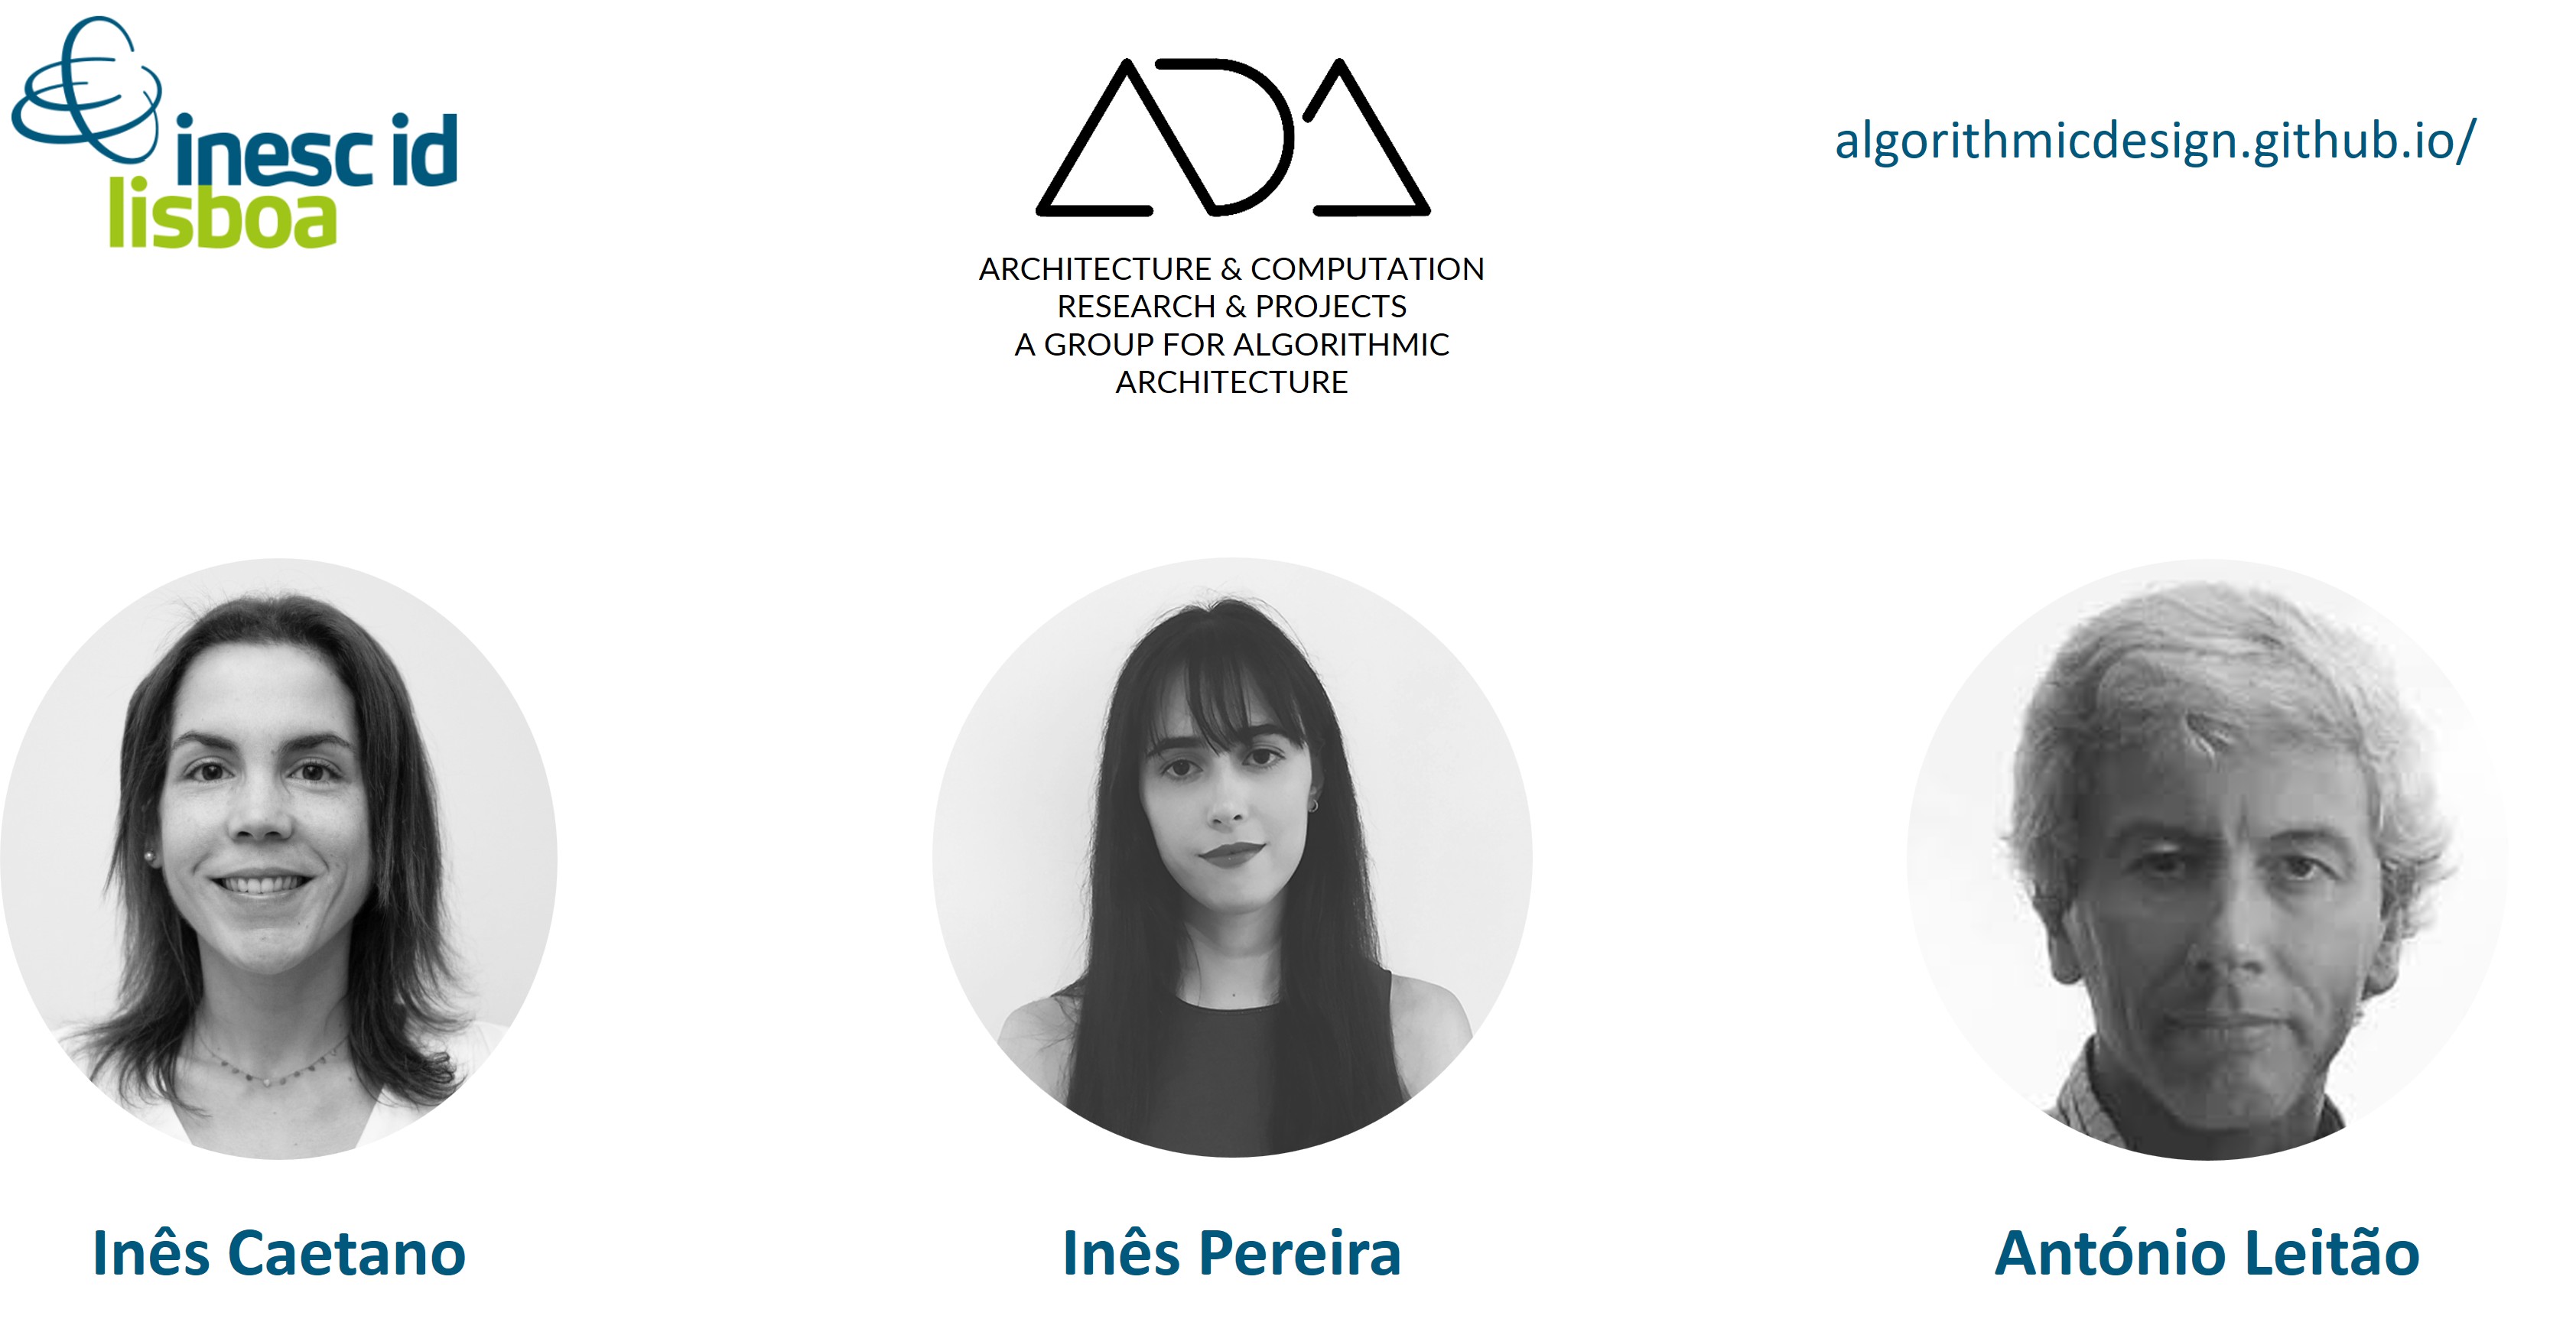 inesc id
lisboa
ADA
ARCHITECTURE & COMPUTATION
RESEARCH & PROJECTS
A GROUP FOR ALGORITHMIC
ARCHITECTURE
algorithmicdesign.github.io/
Inês Caetano
Inês Pereira
António Leitão